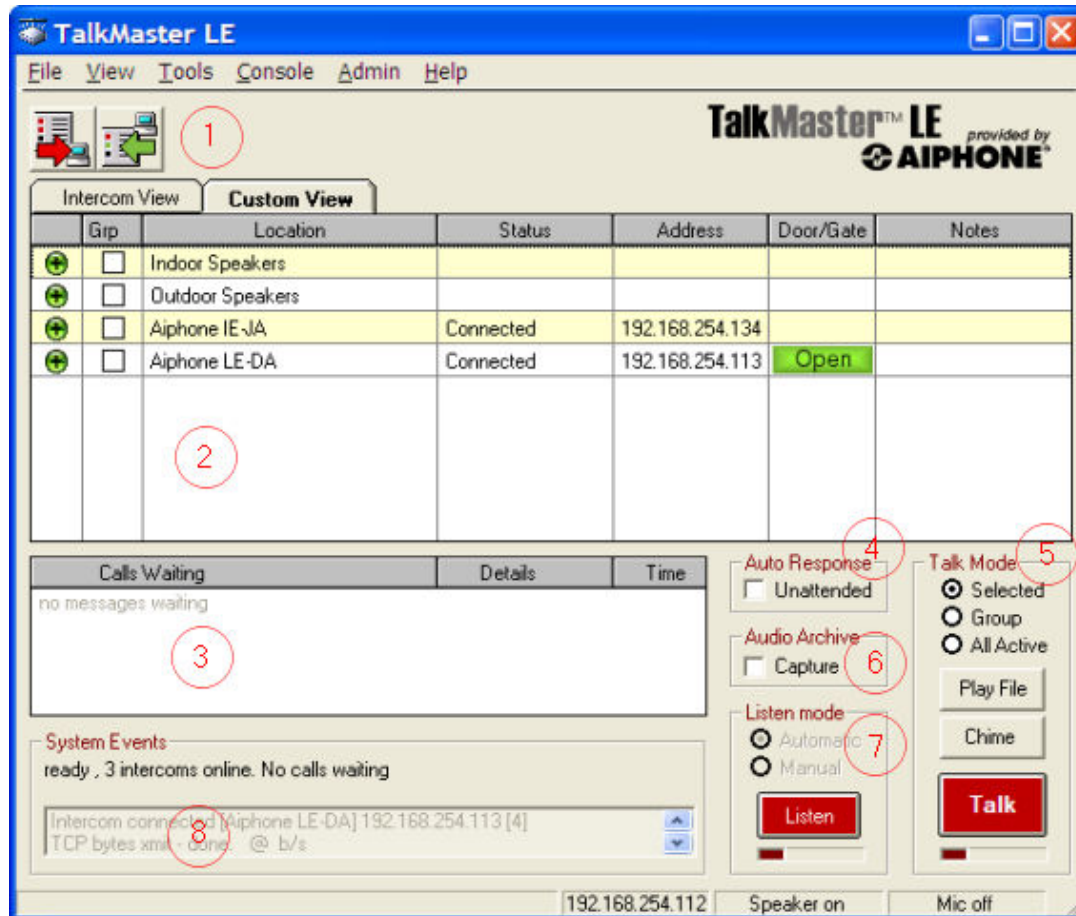 TalkMaster LE
File View Tools Console Admin Help
1
TalkMaster™ LE provided by
AIPHONE®
Intercom View Custom View
Grp Location Status Address Door/Gate Notes
Indoor Speakers
Outdoor Speakers
Aiphone IE-JA Connected 192.168.254.134
Aiphone LE-DA Connected 192.168.254.113 Open
2
Calls Waiting Details Time
no messages waiting
3
Auto Response 4
Unattended
Audio Archive
Capture 6
Listen mode
Automatic 7
Manual
Listen
Talk Mode 5
Selected
Group
All Active
Play File
Chime
Talk
System Events
ready , 3 intercoms online. No calls waiting
Intercom connected [Aiphone LE-DA] 192.168.254.113 [4]
TCP bytes xmit - done. @ b/s
8
192.168.254.112 Speaker on Mic off